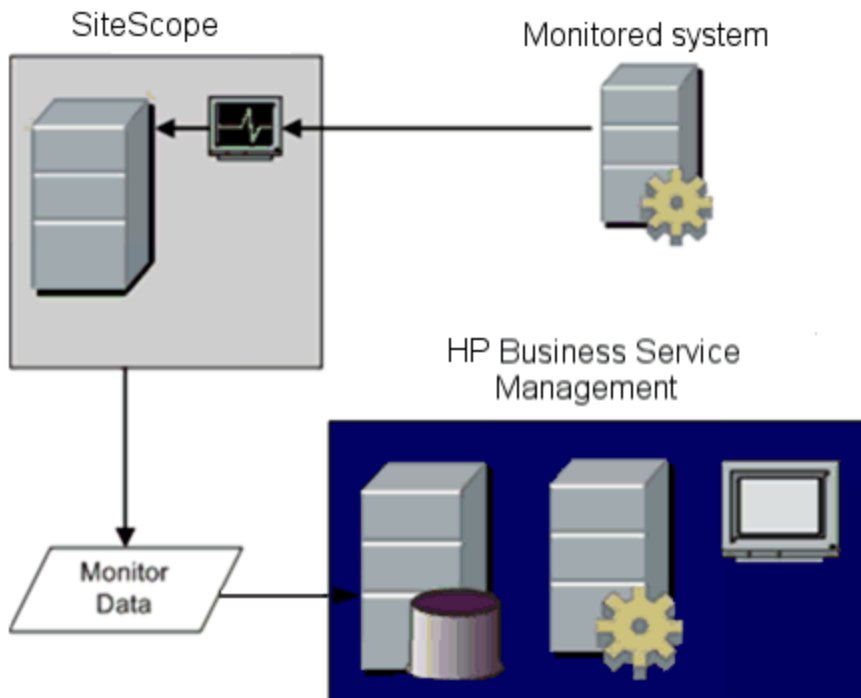 SiteScope
Monitored system
HP Business Service
Management
Monitor
Data